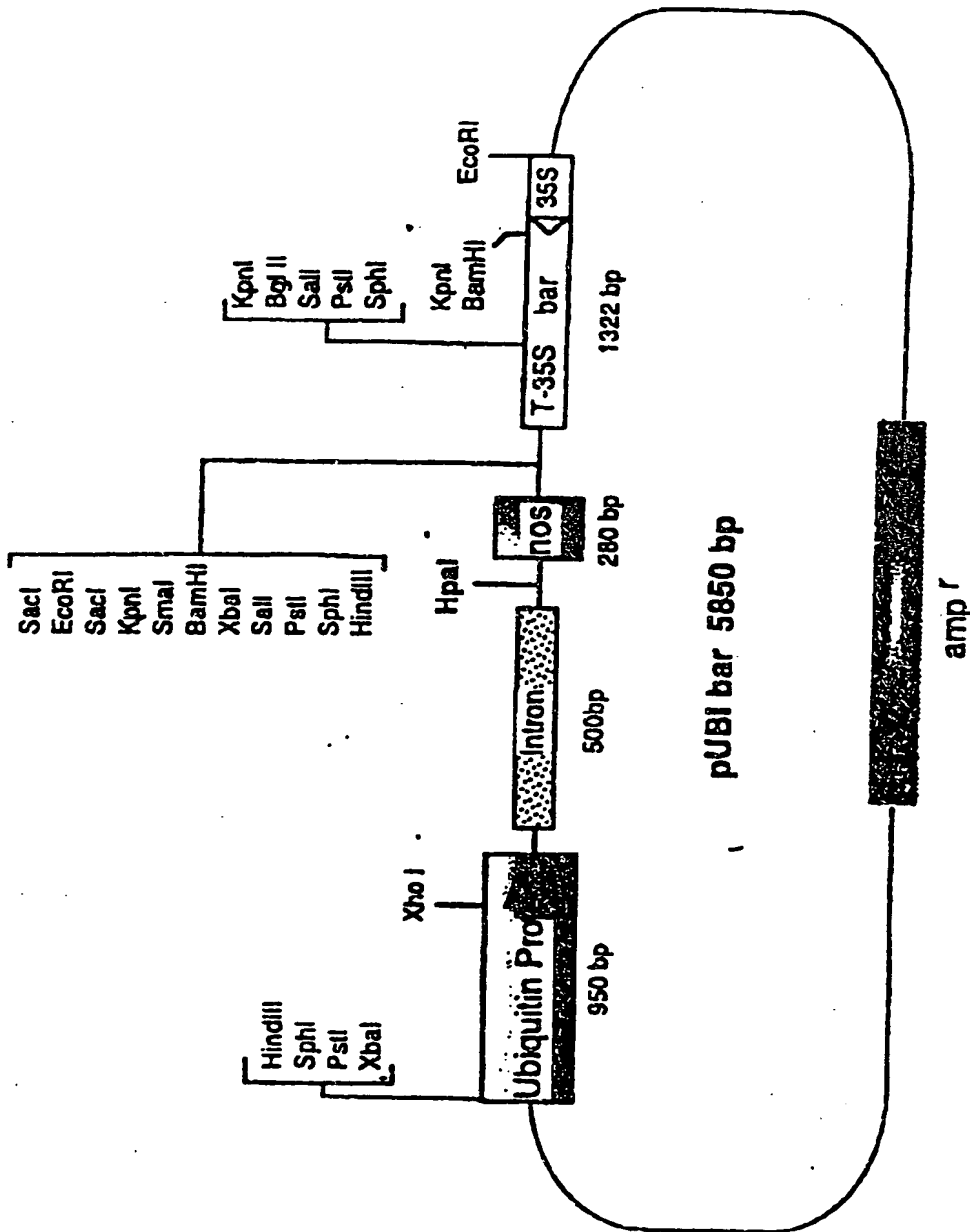 HindIII
SphI
PstI
XbaI
Xho I
SacI
EcoRI
SacI
KpnI
SmaI
BamHI
XbaI
SalI
PstI
SphI
HindIII
HpaI
KpnI
Bgl II
SalI
PstI
SphI
KpnI
BamHI
EcoRI
Ubiquitin Pro
Intron
nos
T-35S bar
35S
950 bp
500bp
280 bp
1322 bp
pUBI bar 5850 bp
amp r